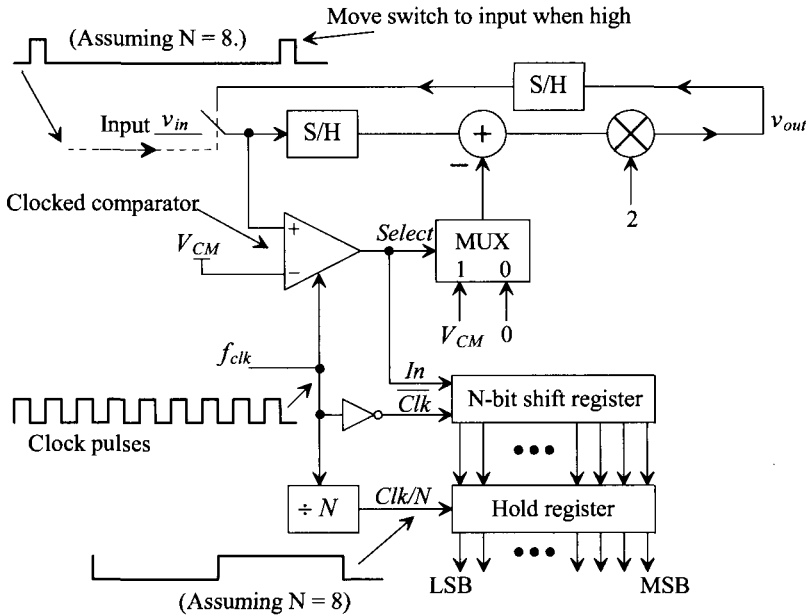 Move switch to input when high
(Assuming N = 8.)
S/H
Input v_in
S/H
+
−
v_out
2
Clocked comparator
V_CM
+
−
Select
MUX
1 0
V_CM 0
f_clk
In
C̅l̅k̅
N-bit shift register
Clock pulses
÷ N
Clk/N
Hold register
LSB
MSB
(Assuming N = 8)